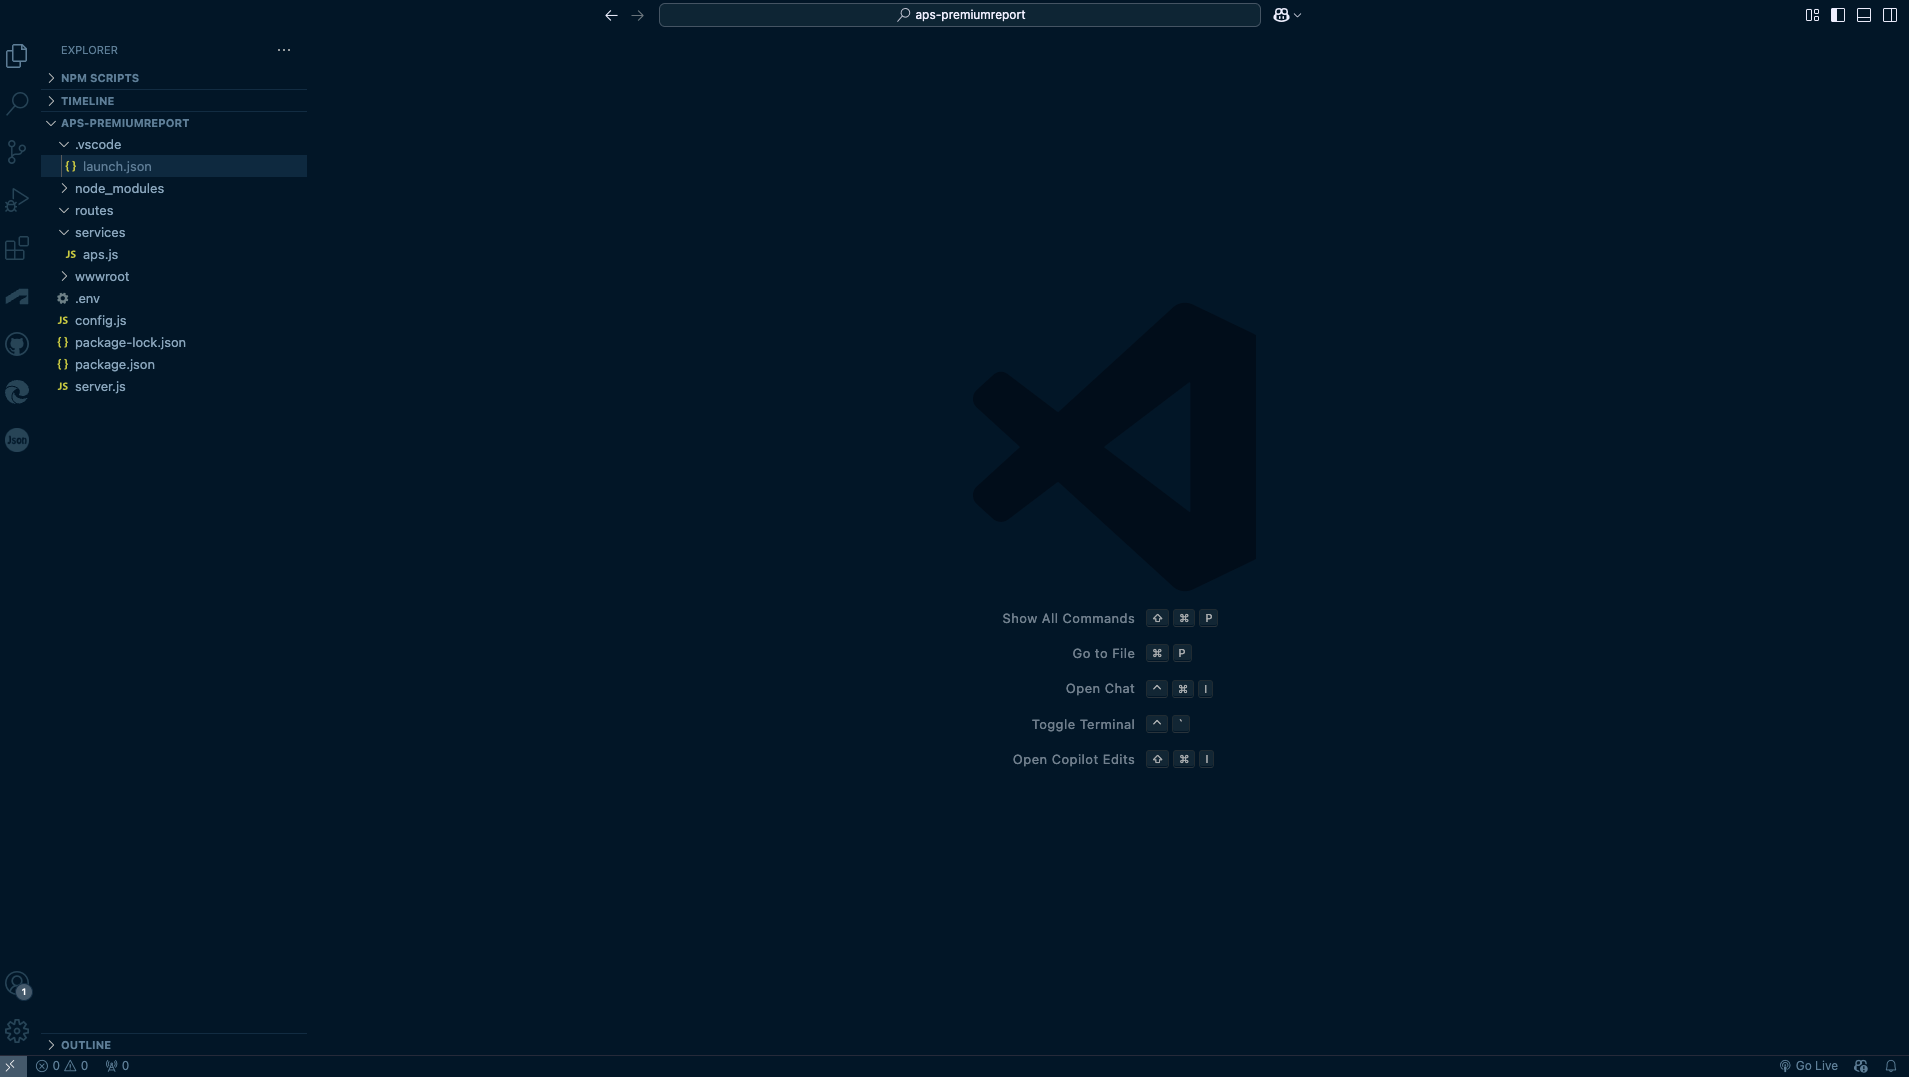 aps-premiumreport
EXPLORER
NPM SCRIPTS
TIMELINE
APS-PREMIUMREPORT
.vscode
{} launch.json
node_modules
routes
services
JS aps.js
wwwroot
.env
JS config.js
{} package-lock.json
{} package.json
JS server.js
Json
Show All Commands ⇧ ⌘ P
Go to File ⌘ P
Open Chat ^ ⌘ I
Toggle Terminal ^ `
Open Copilot Edits ⇧ ⌘ I
1
OUTLINE
0 0 0 Go Live